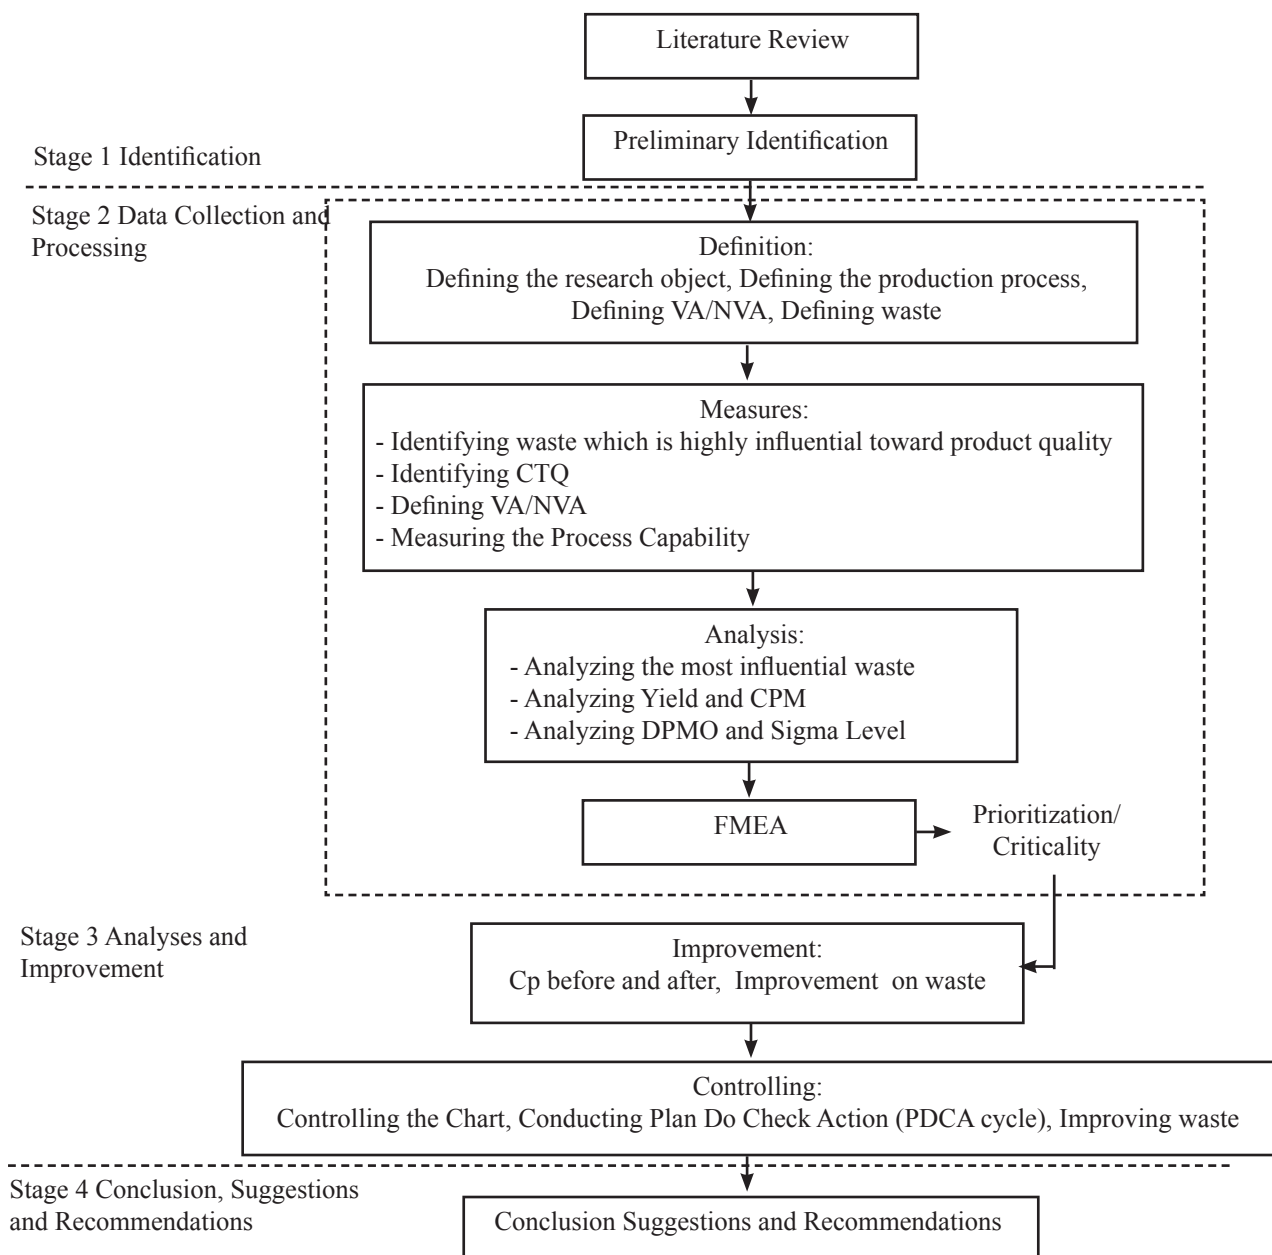 Literature Review
Preliminary Identification
Stage 1 Identification
Stage 2 Data Collection and
Processing
Definition:
Defining the research object, Defining the production process,
Defining VA/NVA, Defining waste
Measures:
- Identifying waste which is highly influential toward product quality
- Identifying CTQ
- Defining VA/NVA
- Measuring the Process Capability
Analysis:
- Analyzing the most influential waste
- Analyzing Yield and CPM
- Analyzing DPMO and Sigma Level
FMEA
Prioritization/
Criticality
Stage 3 Analyses and
Improvement
Improvement:
Cp before and after, Improvement on waste
Controlling:
Controlling the Chart, Conducting Plan Do Check Action (PDCA cycle), Improving waste
Stage 4 Conclusion, Suggestions
and Recommendations
Conclusion Suggestions and Recommendations